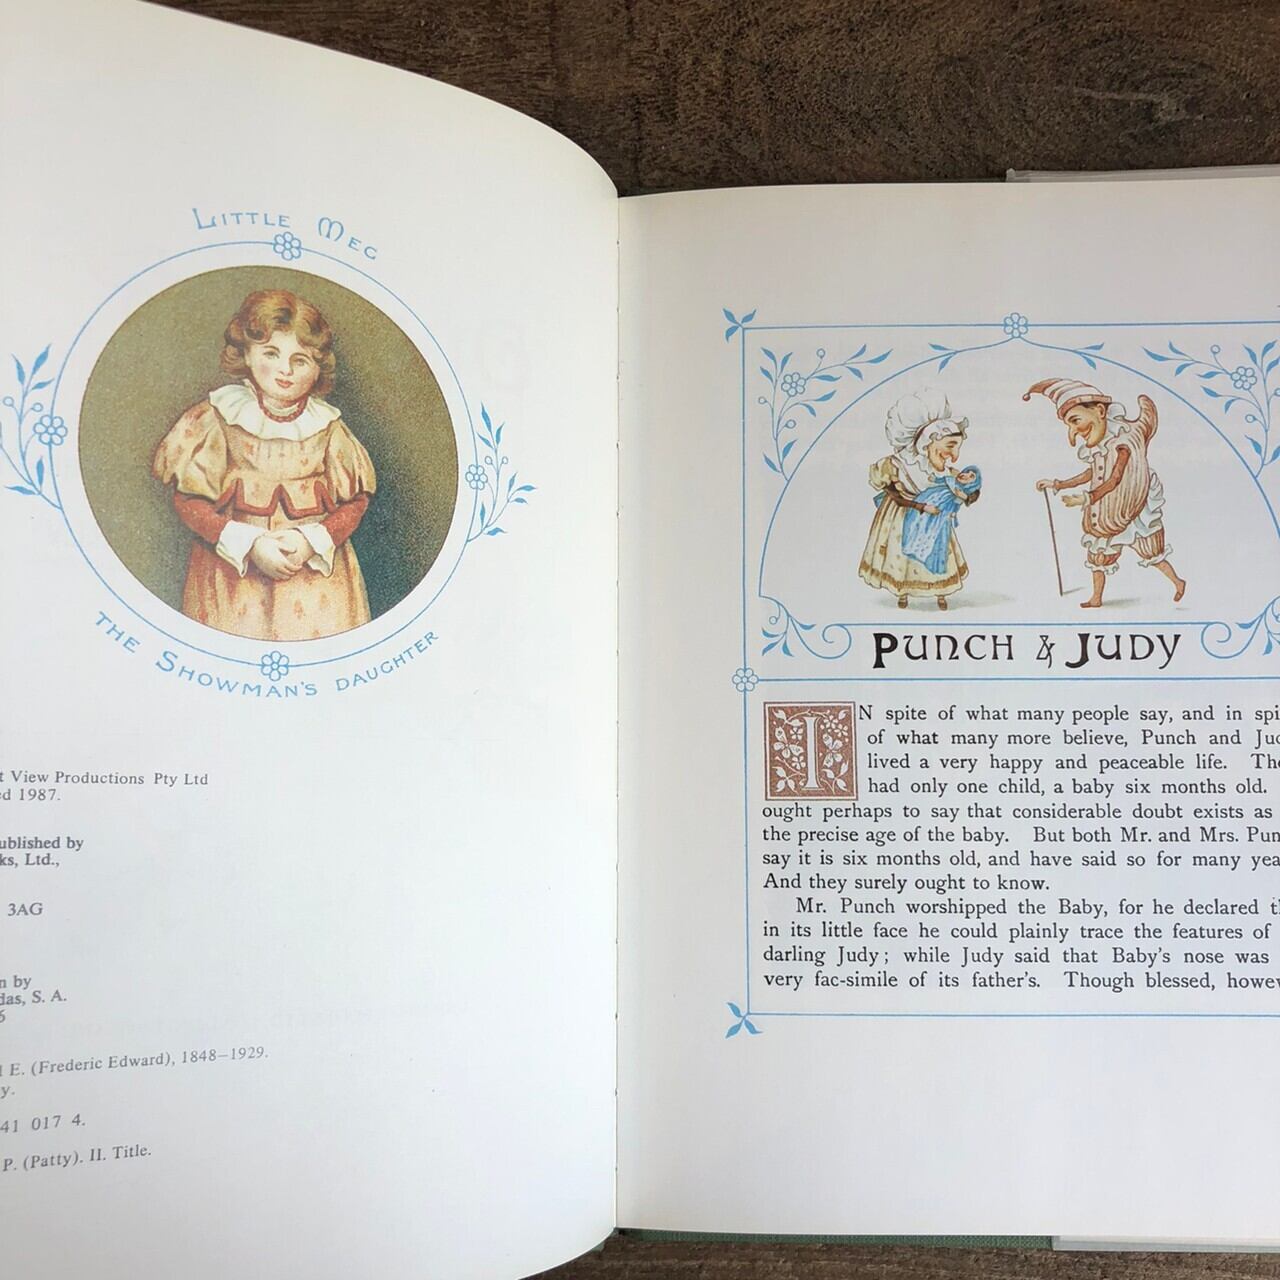 LITTLE MEG
THE SHOWMAN'S DAUGHTER
t View Productions Pty Ltd
ed 1987.
ublished by
ks, Ltd.,
3AG
n by
das, S. A.
6
E. (Frederic Edward), 1848–1929.
y.
41 017 4.
P. (Patty). II. Title.
PUNCH & JUDY
IN spite of what many people say, and in spi
of what many more believe, Punch and Jud
lived a very happy and peaceable life. The
had only one child, a baby six months old.
ought perhaps to say that considerable doubt exists as
the precise age of the baby. But both Mr. and Mrs. Pun
say it is six months old, and have said so for many yea
And they surely ought to know.
Mr. Punch worshipped the Baby, for he declared th
in its little face he could plainly trace the features of
darling Judy; while Judy said that Baby's nose was
very fac-simile of its father's. Though blessed, howev